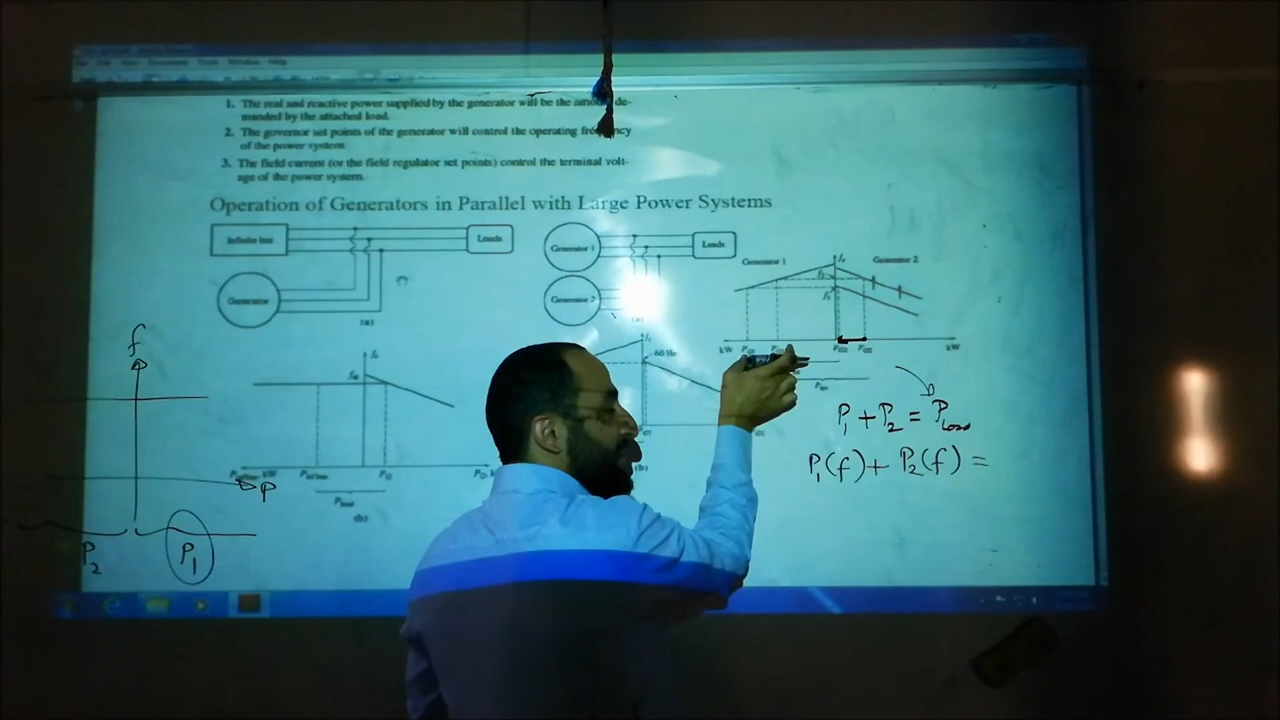 Window Help
1. The real and reactive power supplied by the generator will be the amount de-
manded by the attached load.
2. The governor set points of the generator will control the operating frequency
of the power system.
3. The field current (or the field regulator set points) control the terminal volt-
age of the power system.
Operation of Generators in Parallel with Large Power Systems
Infinite bus
Loads
Generator
(a)
Generator 1
Loads
Generator 2
Generator 1
Generator 2
kW
kW
60 Hz
f
P
P2
P1
kW
Pload
(b)
(b)
P1 + P2 = PLoad
P1(f) + P2(f) =